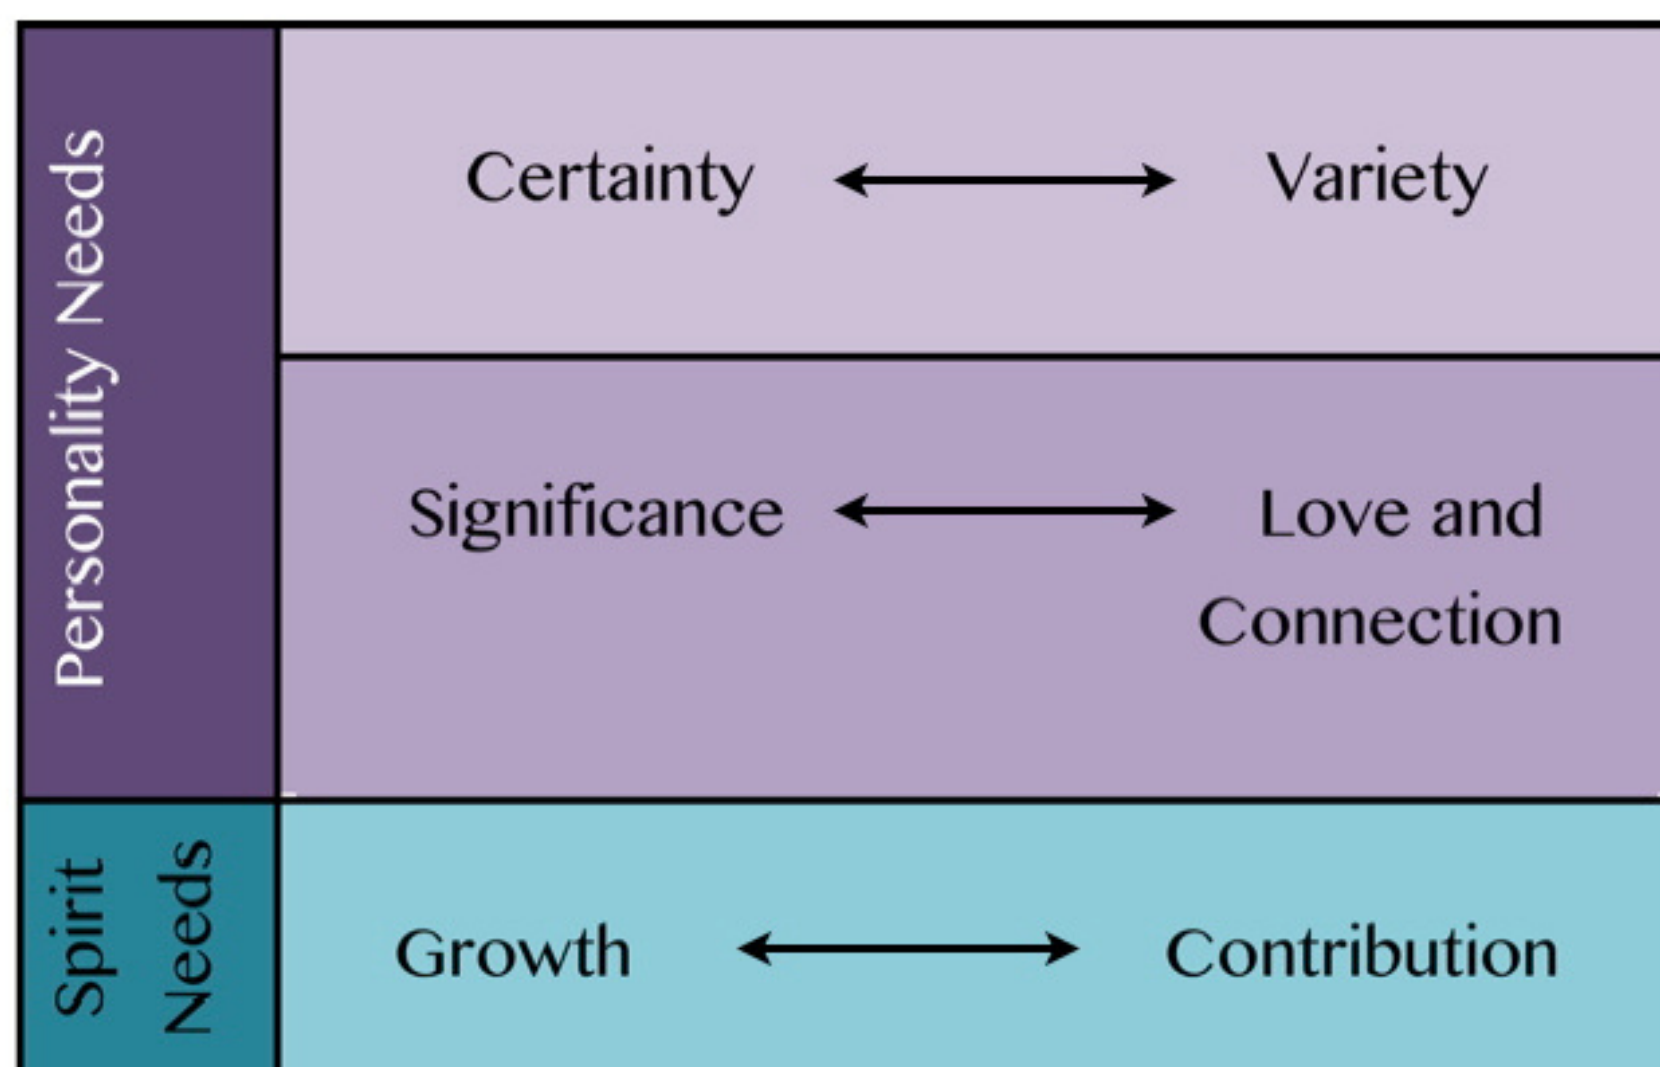 Personality Needs
Certainty Variety
Significance Love and
Connection
Spirit
Needs
Growth Contribution